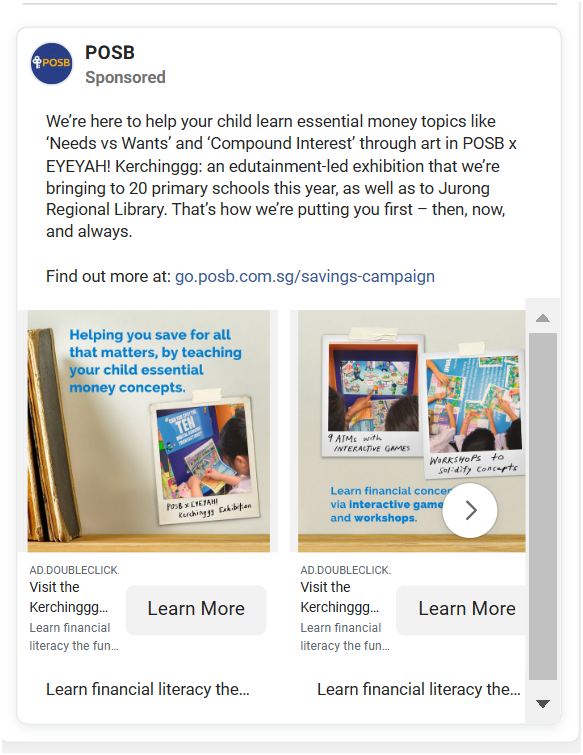 POSB
POSB
Sponsored
We’re here to help your child learn essential money topics like
‘Needs vs Wants’ and ‘Compound Interest’ through art in POSB x
EYEYAH! Kerchinggg: an edutainment-led exhibition that we’re
bringing to 20 primary schools this year, as well as to Jurong
Regional Library. That’s how we’re putting you first – then, now,
and always.
Find out more at: go.posb.com.sg/savings-campaign
Helping you save for all
that matters, by teaching
your child essential
money concepts.
TEN
POSB x EYEYAH!
Kerchinggg Exhibition
9 ATMs with
INTERACTIVE GAMES
WORKSHOPS to
Solidify Concepts
Learn financial concep
via interactive game
and workshops.
AD.DOUBLECLICK.
Visit the
Kerchinggg...
Learn financial
literacy the fun...
Learn More
Learn financial literacy the...
AD.DOUBLECLICK.
Visit the
Kerchinggg...
Learn financial
literacy the fun...
Learn More
Learn financial literacy the...